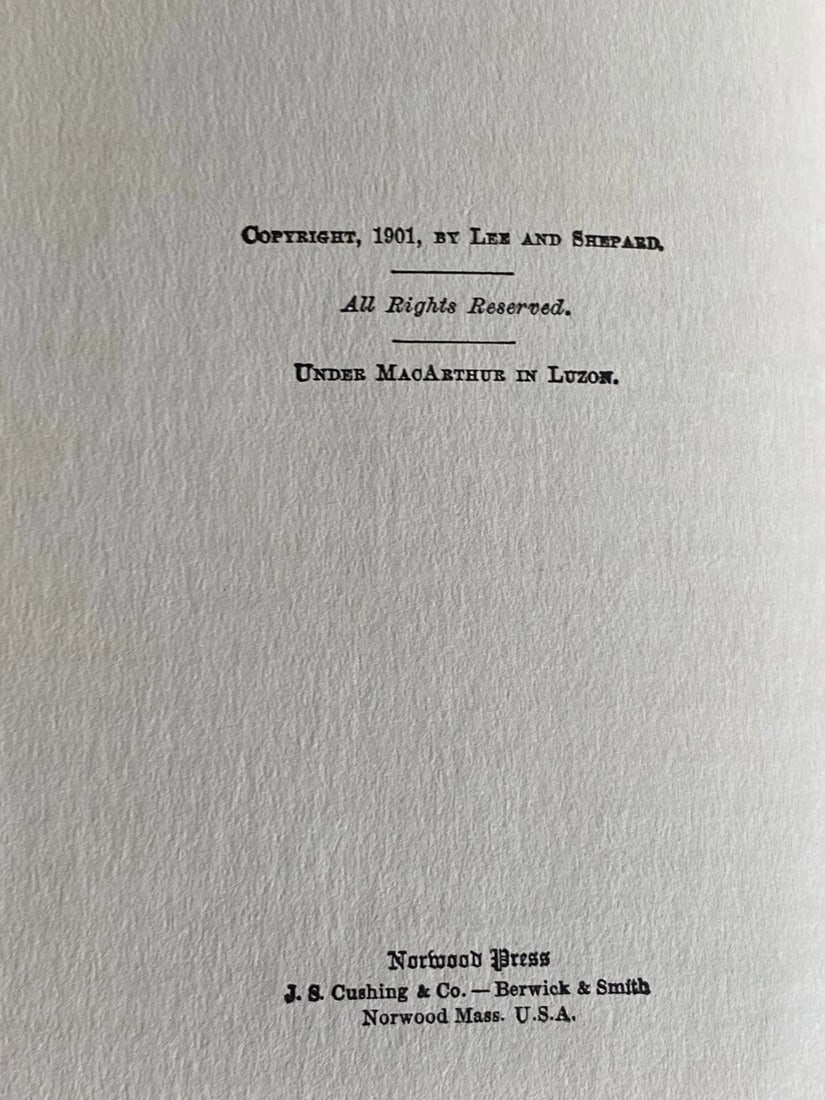 COPYRIGHT, 1901, BY LEE AND SHEPARD.
All Rights Reserved.
UNDER MACARTHUR IN LUZON.
Norwood Press
J. S. Cushing & Co. — Berwick & Smith
Norwood Mass. U.S.A.